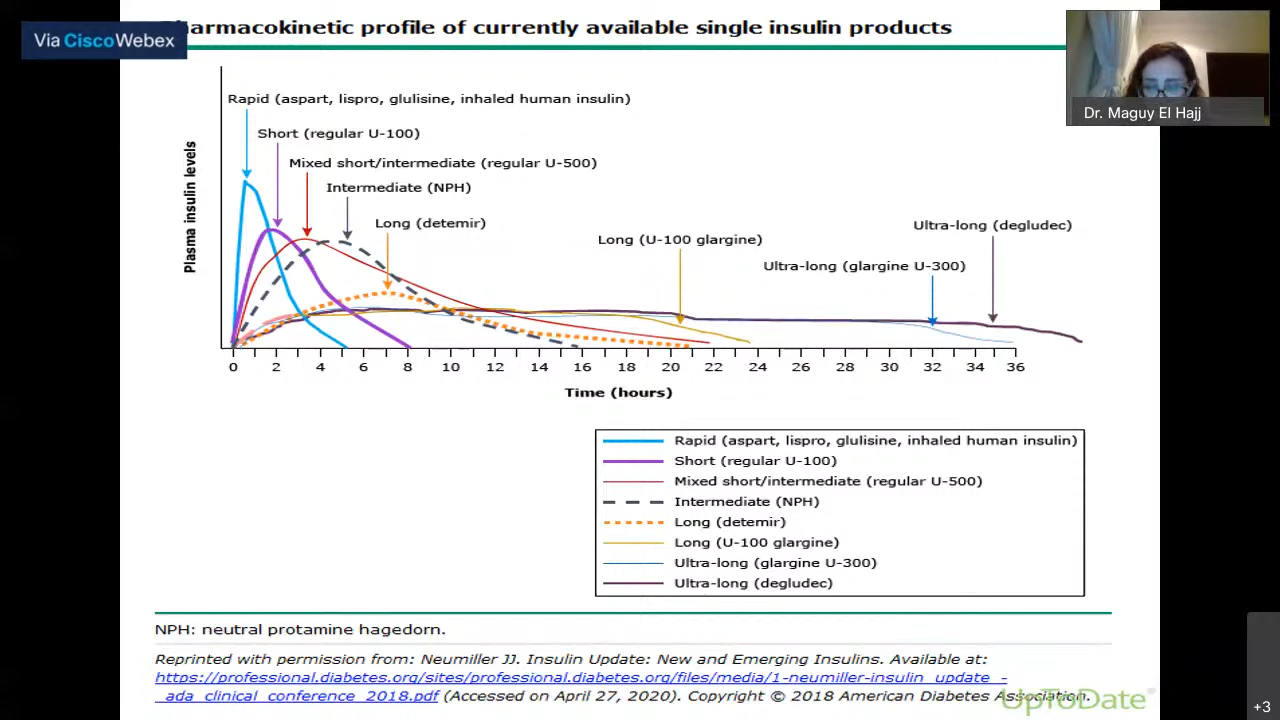 Pharmacokinetic profile of currently available single insulin products
Via Cisco Webex
Dr. Maguy El Hajj
Rapid (aspart, lispro, glulisine, inhaled human insulin)
Short (regular U-100)
Mixed short/intermediate (regular U-500)
Intermediate (NPH)
Long (detemir)
Long (U-100 glargine)
Ultra-long (glargine U-300)
Ultra-long (degludec)
Plasma insulin levels
0 2 4 6 8 10 12 14 16 18 20 22 24 26 28 30 32 34 36
Time (hours)
Rapid (aspart, lispro, glulisine, inhaled human insulin)
Short (regular U-100)
Mixed short/intermediate (regular U-500)
Intermediate (NPH)
Long (detemir)
Long (U-100 glargine)
Ultra-long (glargine U-300)
Ultra-long (degludec)
NPH: neutral protamine hagedorn.
Reprinted with permission from: Neumiller JJ. Insulin Update: New and Emerging Insulins. Available at:
https://professional.diabetes.org/sites/professional.diabetes.org/files/media/1-neumiller-insulin_update_-
_ada_clinical_conference_2018.pdf (Accessed on April 27, 2020). Copyright © 2018 American Diabetes Association.
UpToDate®
+3